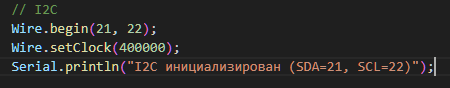 // I2C
Wire.begin(21, 22);
Wire.setClock(400000);
Serial.println("I2C инициализирован (SDA=21, SCL=22)");